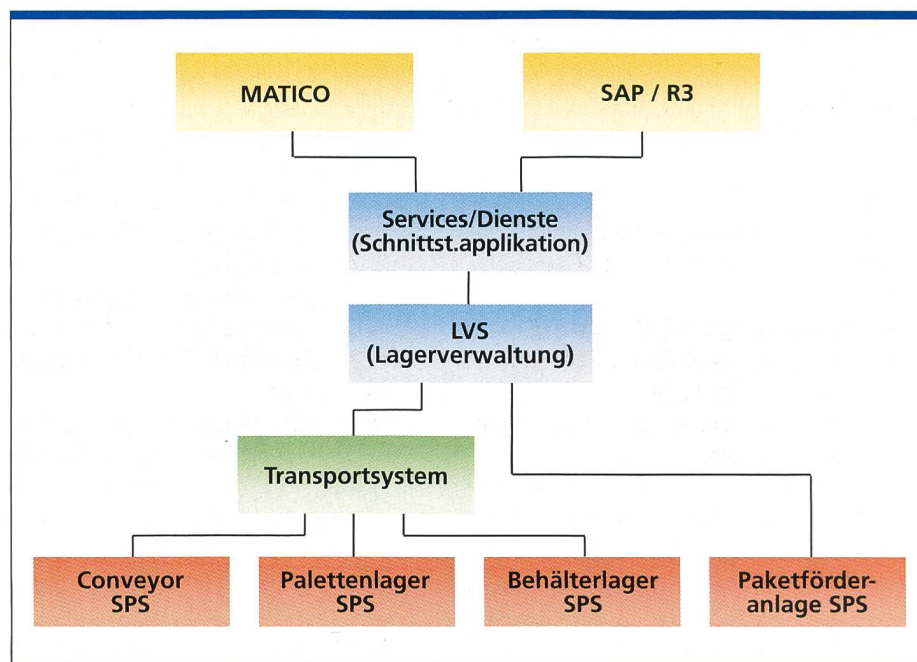 MATICO
SAP / R3
Services/Dienste
(Schnittst.applikation)
LVS
(Lagerverwaltung)
Transportsystem
Conveyor
SPS
Palettenlager
SPS
Behälterlager
SPS
Paketförder-
anlage SPS